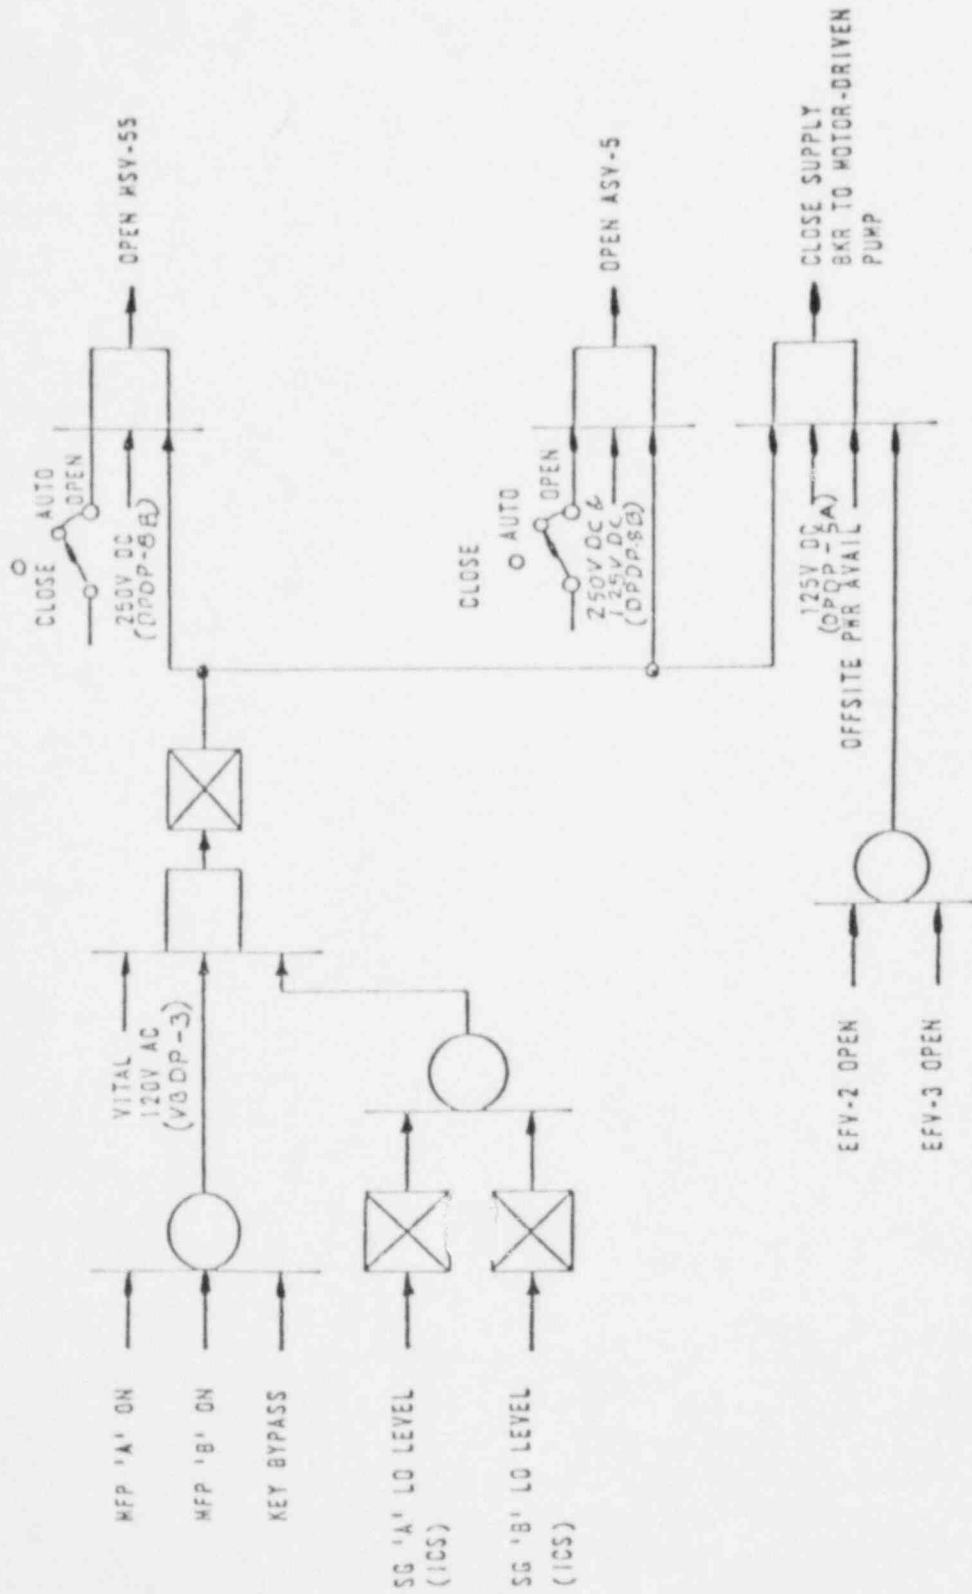 MFP 'A' ON
MFP 'B' ON
KEY BYPASS
SG 'A' LO LEVEL
(ICS)
SG 'B' LO LEVEL
(ICS)
VITAL
120V AC
(VBDP-3)
EFV-2 OPEN
EFV-3 OPEN
CLOSE
AUTO
OPEN
250V DC
(DPDP-8B)
OPEN MSV-55
CLOSE
AUTO
OPEN
250V DC &
125V DC
(DPDP-8B)
OPEN ASV-5
125V DC
(DPDP-5A)
OFFSITE PWR AVAIL
CLOSE SUPPLY
BKR TO MOTOR-DRIVEN
PUMP